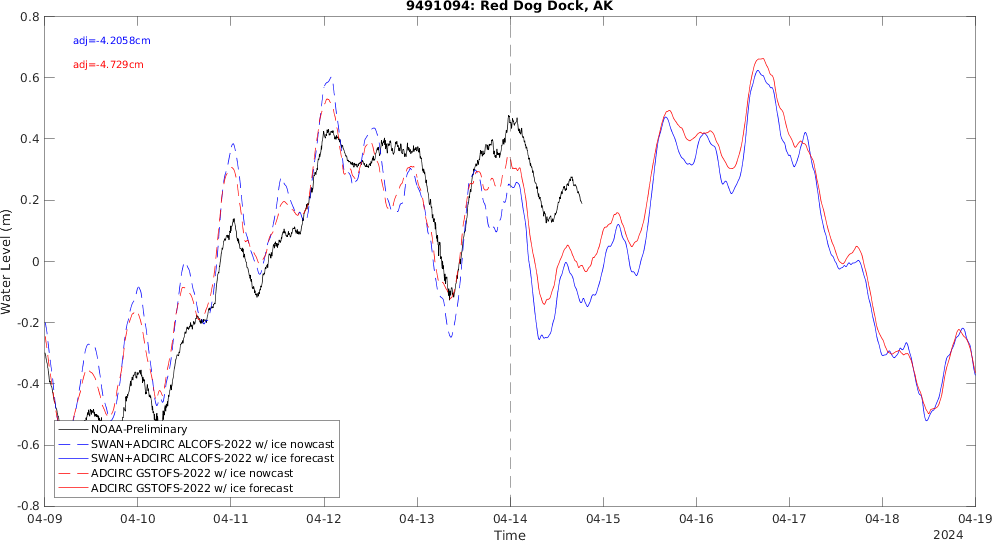 9491094: Red Dog Dock, AK
adj=-4.2058cm
adj=-4.729cm
Water Level (m)
0.8
0.6
0.4
0.2
0
-0.2
-0.4
-0.6
-0.8
NOAA-Preliminary
SWAN+ADCIRC ALCOFS-2022 w/ ice nowcast
SWAN+ADCIRC ALCOFS-2022 w/ ice forecast
ADCIRC GSTOFS-2022 w/ ice nowcast
ADCIRC GSTOFS-2022 w/ ice forecast
04-09 04-10 04-11 04-12 04-13 04-14 04-15 04-16 04-17 04-18 04-19
Time
2024